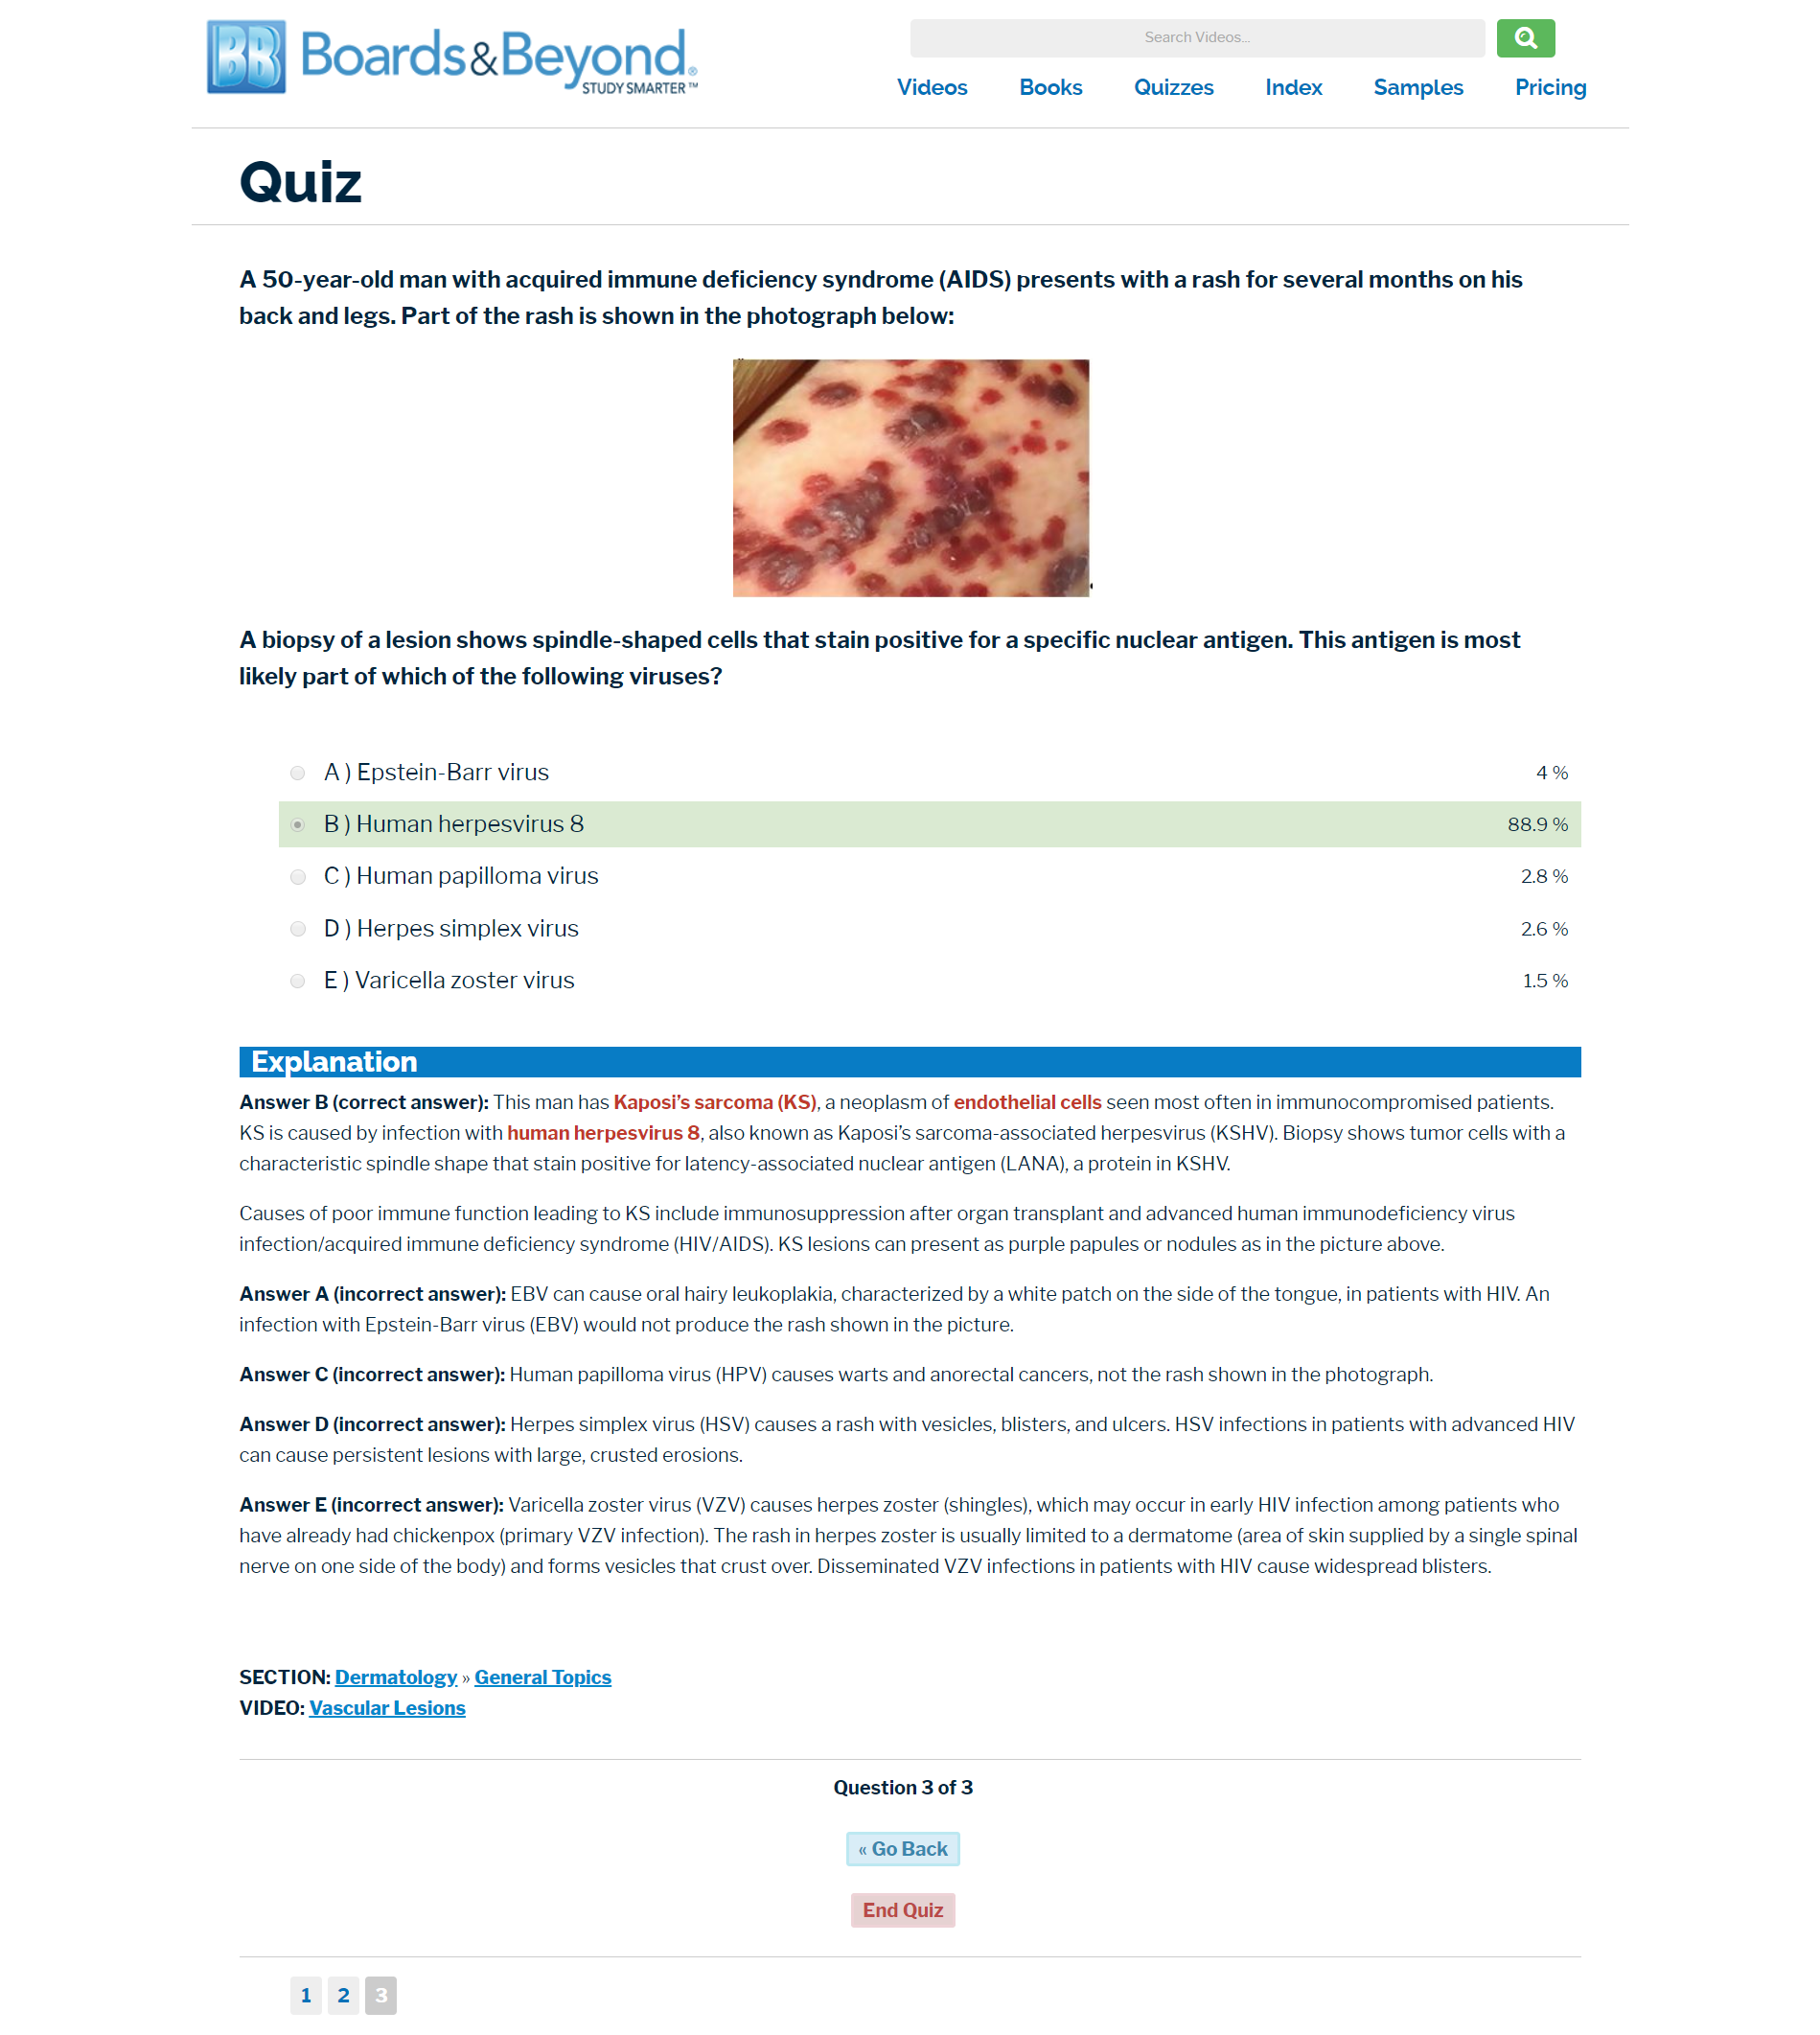 BB Boards&Beyond®
STUDY SMARTER™
Search Videos...
Videos Books Quizzes Index Samples Pricing
Quiz
A 50-year-old man with acquired immune deficiency syndrome (AIDS) presents with a rash for several months on his
back and legs. Part of the rash is shown in the photograph below:
A biopsy of a lesion shows spindle-shaped cells that stain positive for a specific nuclear antigen. This antigen is most
likely part of which of the following viruses?
A ) Epstein-Barr virus 4 %
B ) Human herpesvirus 8 88.9 %
C ) Human papilloma virus 2.8 %
D ) Herpes simplex virus 2.6 %
E ) Varicella zoster virus 1.5 %
Explanation
Answer B (correct answer): This man has Kaposi’s sarcoma (KS), a neoplasm of endothelial cells seen most often in immunocompromised patients.
KS is caused by infection with human herpesvirus 8, also known as Kaposi’s sarcoma-associated herpesvirus (KSHV). Biopsy shows tumor cells with a
characteristic spindle shape that stain positive for latency-associated nuclear antigen (LANA), a protein in KSHV.
Causes of poor immune function leading to KS include immunosuppression after organ transplant and advanced human immunodeficiency virus
infection/acquired immune deficiency syndrome (HIV/AIDS). KS lesions can present as purple papules or nodules as in the picture above.
Answer A (incorrect answer): EBV can cause oral hairy leukoplakia, characterized by a white patch on the side of the tongue, in patients with HIV. An
infection with Epstein-Barr virus (EBV) would not produce the rash shown in the picture.
Answer C (incorrect answer): Human papilloma virus (HPV) causes warts and anorectal cancers, not the rash shown in the photograph.
Answer D (incorrect answer): Herpes simplex virus (HSV) causes a rash with vesicles, blisters, and ulcers. HSV infections in patients with advanced HIV
can cause persistent lesions with large, crusted erosions.
Answer E (incorrect answer): Varicella zoster virus (VZV) causes herpes zoster (shingles), which may occur in early HIV infection among patients who
have already had chickenpox (primary VZV infection). The rash in herpes zoster is usually limited to a dermatome (area of skin supplied by a single spinal
nerve on one side of the body) and forms vesicles that crust over. Disseminated VZV infections in patients with HIV cause widespread blisters.
SECTION: Dermatology » General Topics
VIDEO: Vascular Lesions
Question 3 of 3
« Go Back
End Quiz
1 2 3